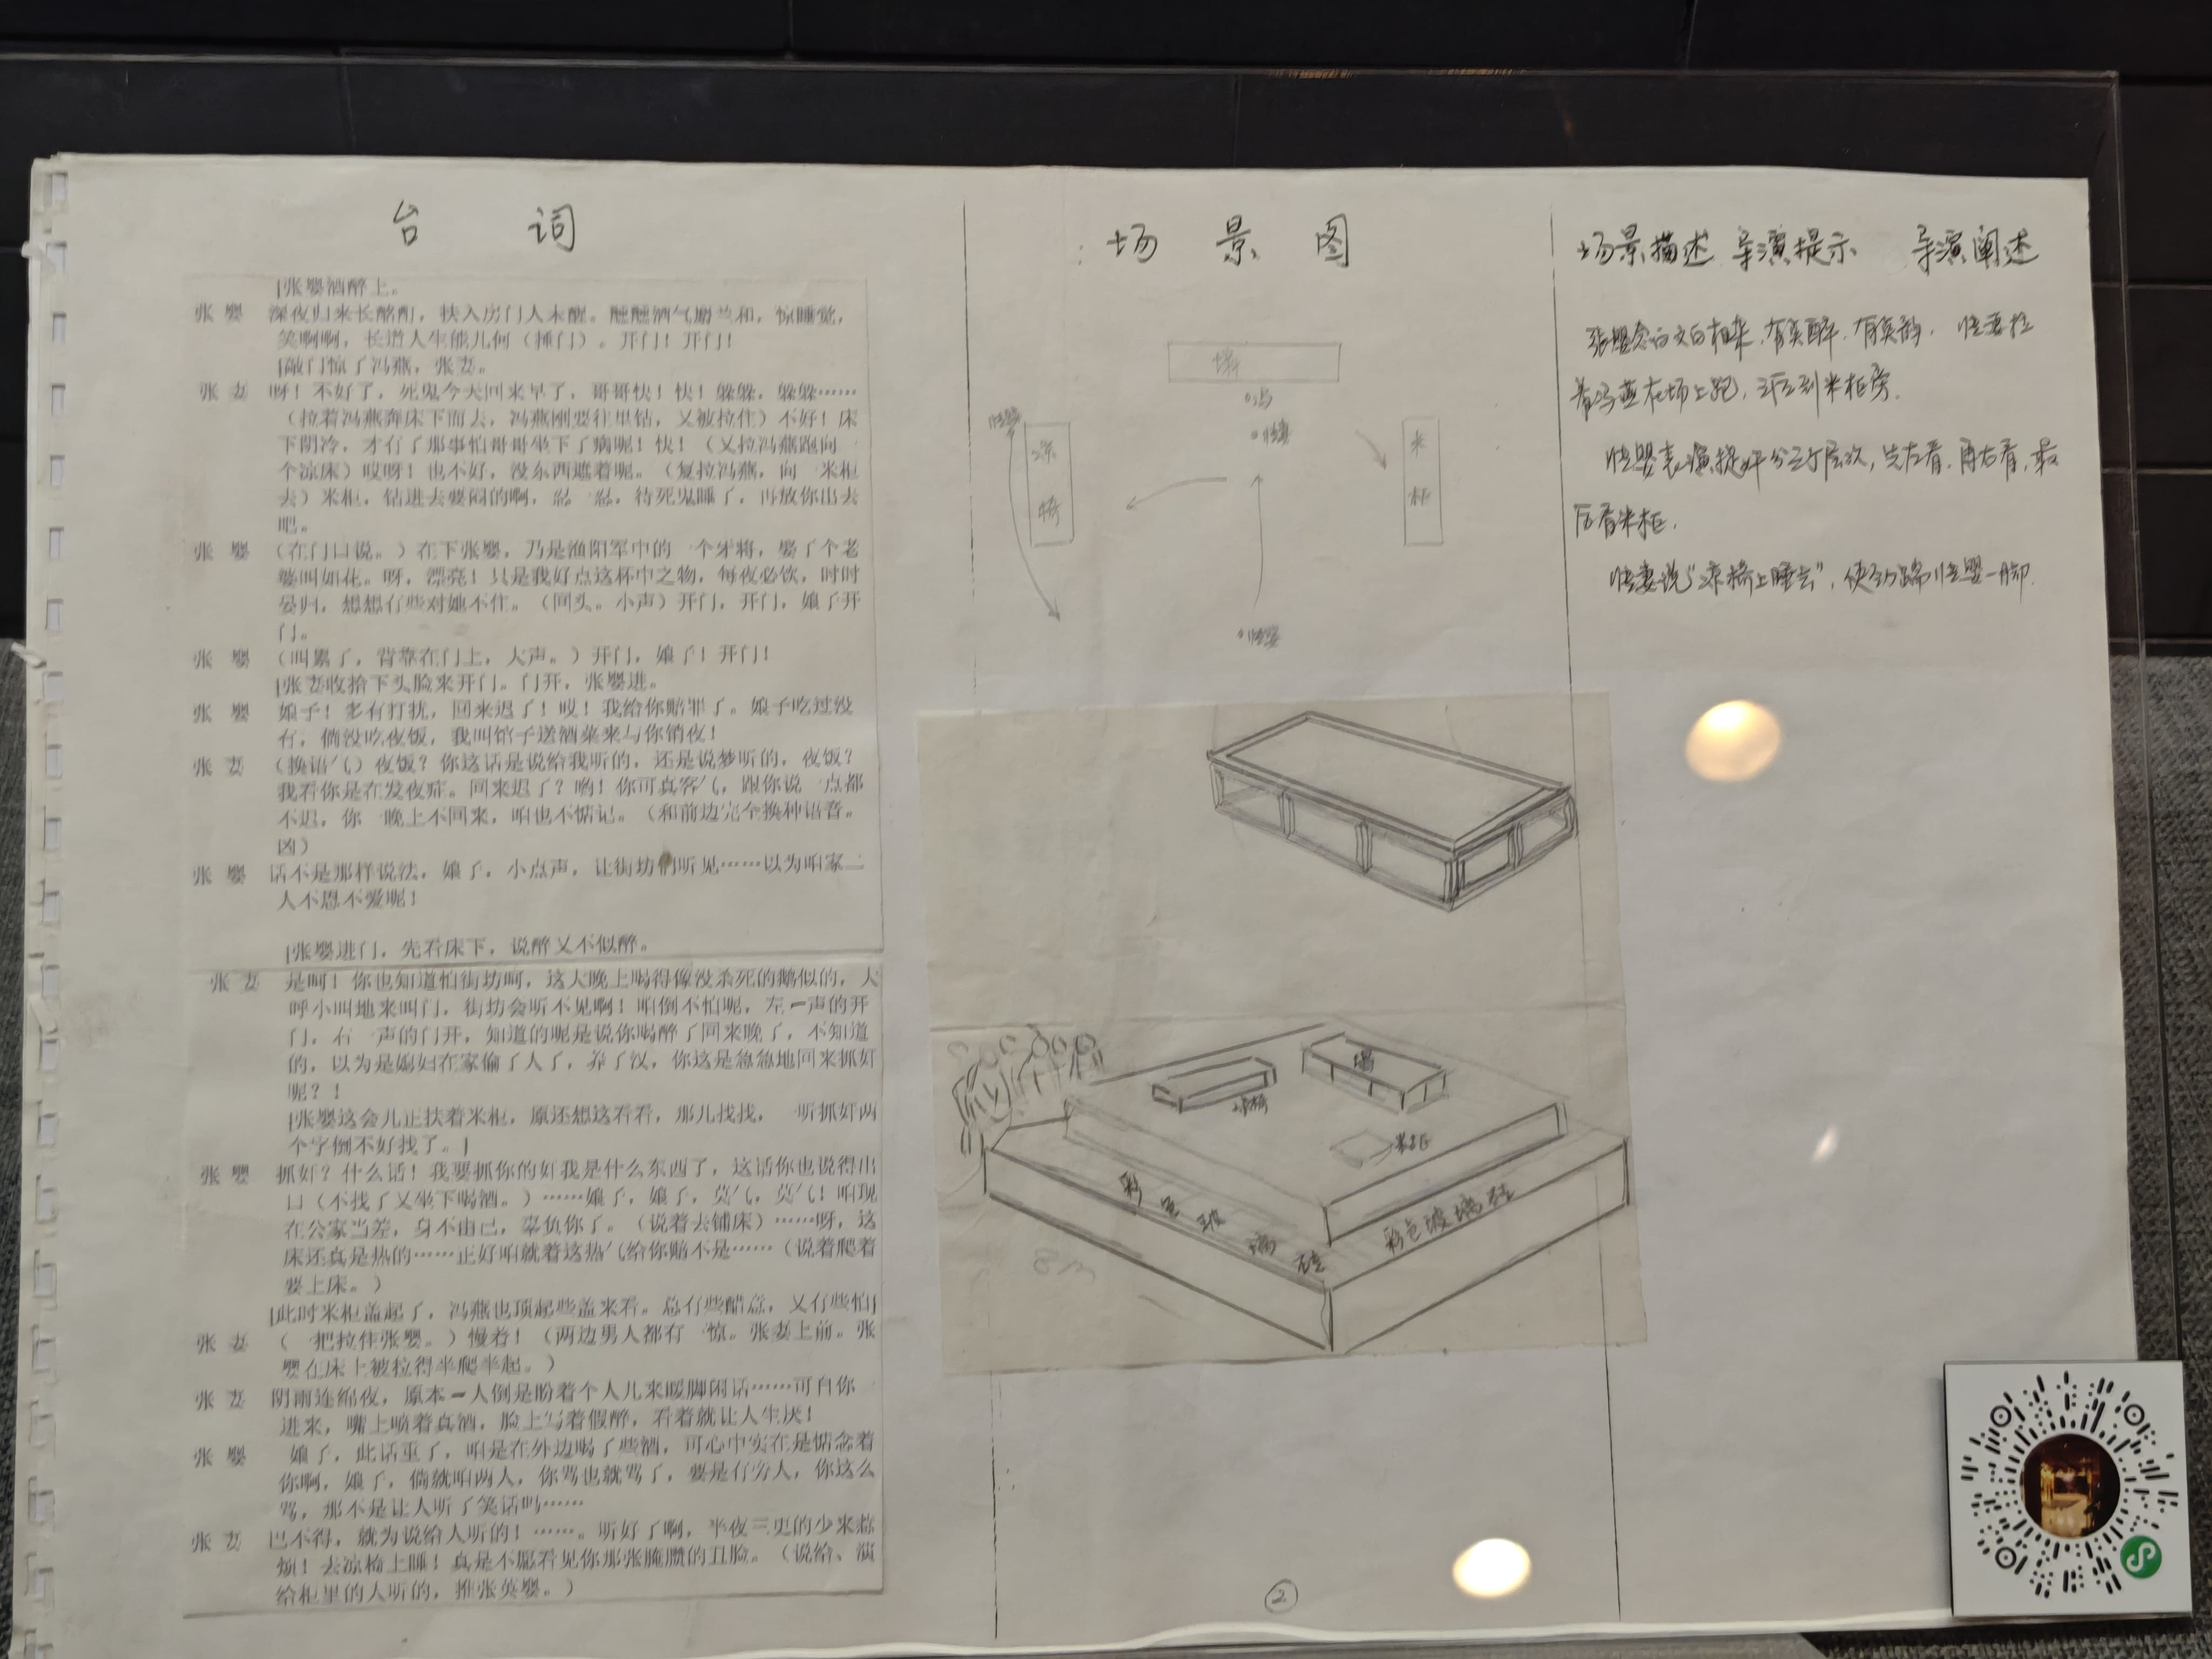 台 词
|张婴酒醉上。
张 婴 深夜归来长酩酊，扶入房门人未醒。醺醺酒气麝兰和，惊睡觉，
笑啊啊，长道人生能几何（捶门）。开门！开门！
|敲门惊了冯燕，张妻。
张 妻 呀！不好了，死鬼今天回来早了，哥哥快！快！躲躲，躲躲……
（拉着冯燕奔床下而去，冯燕刚要往里钻，又被拉住）不好！床
下阴冷，才有了那事怕哥哥坐下了病呢！快！（又拉冯燕跑向一
个凉床）哎呀！也不好，没东西遮着呢。（复拉冯燕，向一米柜
去）米柜，钻进去要闷的啊，忍一忍，待死鬼睡了，再放你出去
吧。
张 婴 （在门口说。）在下张婴，乃是渔阳军中的一个牙将，娶了个老
婆叫如花。呀，漂亮！只是我好点这杯中之物，每夜必饮，时时
晏归，想想有些对她不住。（回头。小声）开门，开门，娘子开
门。
张 婴 （叫累了，背靠在门上，大声。）开门，娘子！开门！
|张妻收拾下头脸来开门。门开，张婴进。
张 婴 娘子！多有打扰，回来迟了！哎！我给你赔罪了。娘子吃过没
有，倘没吃夜饭，我叫馆子送酒菜来与你销夜！
张 妻 （换语气）夜饭？你这话是说给我听的，还是说梦听的，夜饭？
我看你是在发夜症。回来迟了？哟！你可真客气，跟你说一点都
不迟，你一晚上不回来，咱也不惦记。（和前边完全换种语音。
凶）
张 婴 话不是那样说法，娘子，小点声，让街坊们听见……以为咱家二
人不恩不爱呢！
|张婴进门，先看床下，说醉又不似醉。
张 妻 是呵！你也知道怕街坊呵，这大晚上喝得像没杀死的鹅似的，大
呼小叫地来叫门，街坊会听不见啊！咱倒不怕呢，左一声的开
门，右一声的门开，知道的呢是说你喝醉了回来晚了，不知道
的，以为是媳妇在家偷了人了，养了汉，你这是急急地回来抓奸
呢？！
|张婴这会儿正扶着米柜，原还想这看看，那儿找找，一听抓奸两
个字倒不好找了。|
张 婴 抓奸？什么话！我要抓你的奸我是什么东西了，这话你也说得出
口（不找了又坐下喝酒。）……娘子，娘子，莫气，莫气！咱现
在公家当差，身不由己，辜负你了。（说着去铺床）……呀，这
床还真是热的……正好咱就着这热气给你赔不是……（说着爬着
要上床。）
|此时米柜盖起了，冯燕也顶起些盖来看。总有些醋意，又有些怕|
张 妻 （一把拉住张婴。）慢着！（两边男人都有一惊。张妻上前。张
婴在床上被拉得半爬半起。）
张 妻 阴雨连绵夜，原本一人倒是盼着个人儿来暖脚闲话……可自你一
进来，嘴上喷着真酒，脸上写着假醉，看着就让人生厌！
张 婴 娘子，此话重了，咱是在外边喝了些酒，可心中实在是惦念着
你啊，娘子，倘就咱两人，你骂也就骂了，要是有旁人，你这么
骂，那不是让人听了笑话吗……
张 妻 巴不得，就为说给人听的！……。听好了啊，半夜三更的少来惹
烦！去凉椅上睡！真是不愿看见你那张腌臜的丑脸。（说给、演
给柜里的人听的，推张英婴。）
场 景 图
凉
椅
米
柜
张妻
凉椅
米柜
彩色玻璃砖
彩色玻璃砖
②
场景描述 导演提示 导演阐述
张婴念白文白相杂，有真醉，有真韵，张妻拉
着冯燕在场上跑，
张婴表演捉奸分三个层次，先左看，再右看，最
后看米柜，
张妻说“凉椅上睡去”，使劲踹张婴一脚